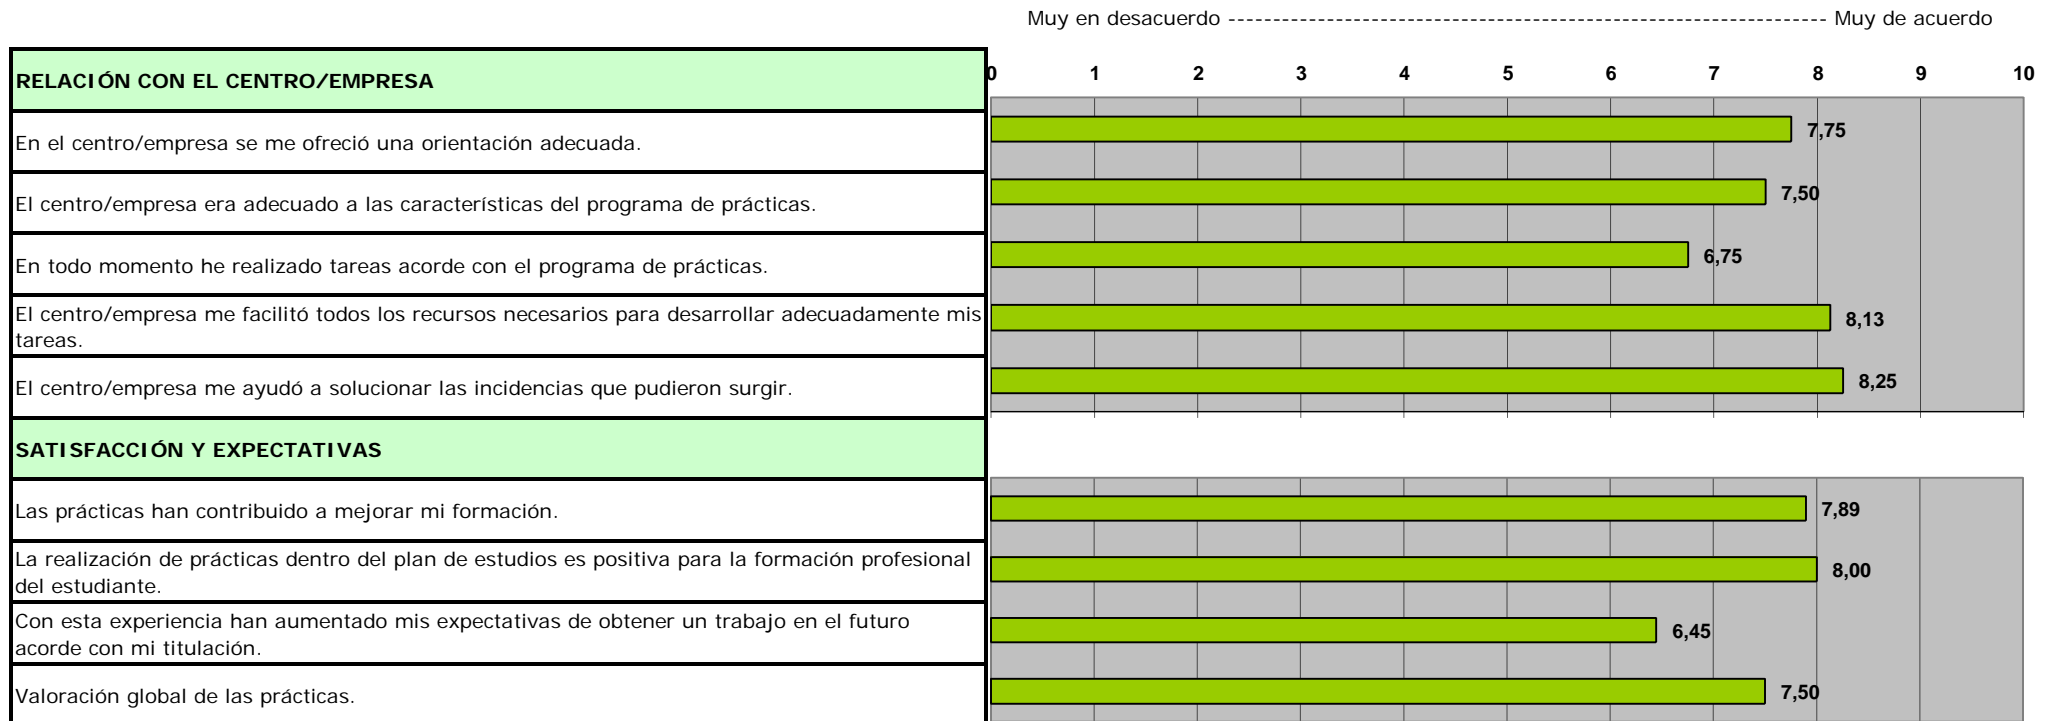 Muy en desacuerdo ------------------------------------------------------------------ Muy de acuerdo
RELACIÓN CON EL CENTRO/EMPRESA
0 1 2 3 4 5 6 7 8 9 10
En el centro/empresa se me ofreció una orientación adecuada.
7,75
El centro/empresa era adecuado a las características del programa de prácticas.
7,50
En todo momento he realizado tareas acorde con el programa de prácticas.
6,75
El centro/empresa me facilitó todos los recursos necesarios para desarrollar adecuadamente mis
tareas.
8,13
El centro/empresa me ayudó a solucionar las incidencias que pudieron surgir.
8,25
SATISFACCIÓN Y EXPECTATIVAS
Las prácticas han contribuido a mejorar mi formación.
7,89
La realización de prácticas dentro del plan de estudios es positiva para la formación profesional
del estudiante.
8,00
Con esta experiencia han aumentado mis expectativas de obtener un trabajo en el futuro
acorde con mi titulación.
6,45
Valoración global de las prácticas.
7,50